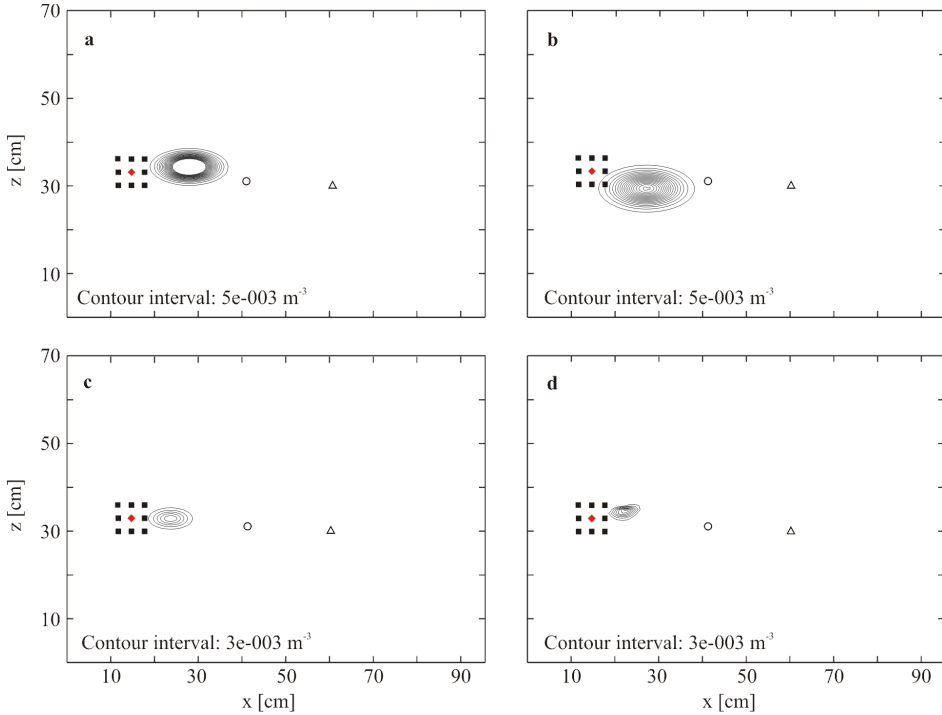 70
50
30
10
z [cm]
a
Contour interval: 5e-003 m-3
b
Contour interval: 5e-003 m-3
70
50
30
10
z [cm]
c
Contour interval: 3e-003 m-3
10 30 50 70 90
x [cm]
d
Contour interval: 3e-003 m-3
10 30 50 70 90
x [cm]